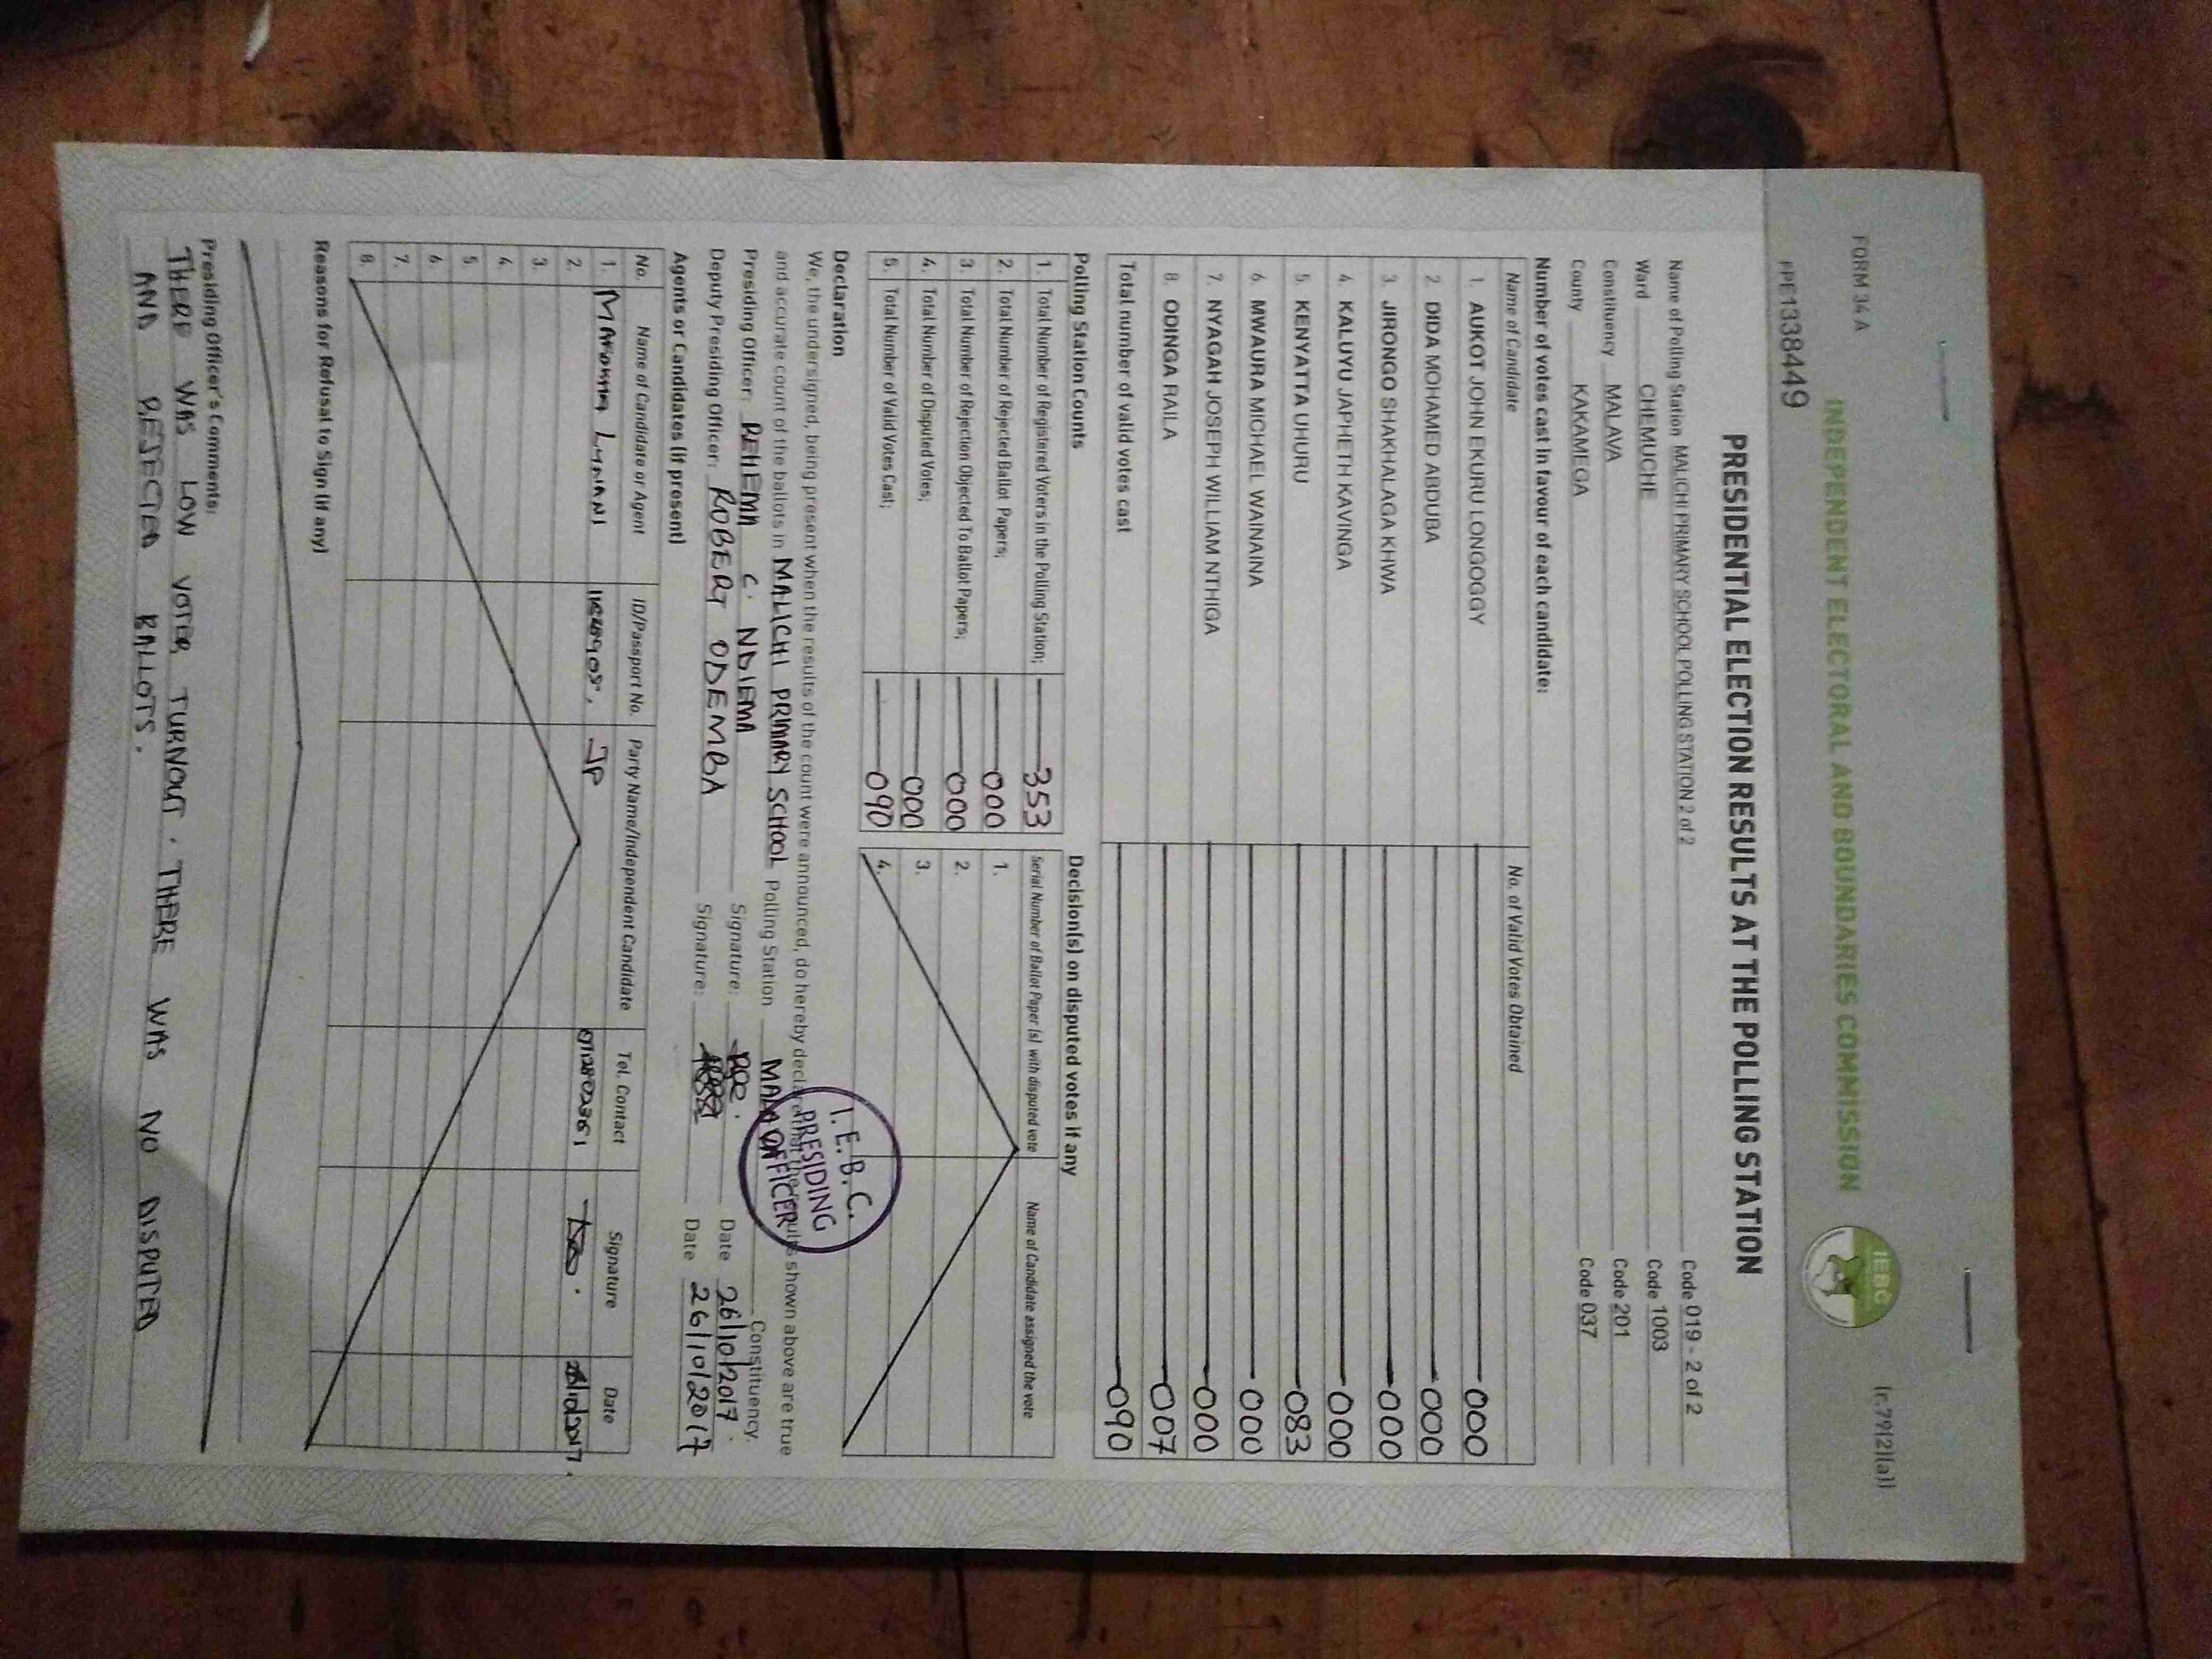 FORM 34 A
(r.79(2)(a))
INDEPENDENT ELECTORAL AND BOUNDARIES COMMISSION
IEBC
PPE1338449
PRESIDENTIAL ELECTION RESULTS AT THE POLLING STATION
Name of Polling Station MALICHI PRIMARY SCHOOL POLLING STATION 2 of 2 Code 019 - 2 of 2
Ward CHEMUCHE Code 1003
Constituency MALAVA Code 201
County KAKAMEGA Code 037
Number of votes cast in favour of each candidate:
Name of Candidate No. of Valid Votes Obtained
1. AUKOT JOHN EKURU LONGOGGY 000
2. DIDA MOHAMED ABDUBA 000
3. JIRONGO SHAKHALAGA KHWA 000
4. KALUYU JAPHETH KAVINGA 000
5. KENYATTA UHURU 083
6. MWAURA MICHAEL WAINAINA 000
7. NYAGAH JOSEPH WILLIAM NTHIGA 000
8. ODINGA RAILA 007
Total number of valid votes cast 090
Polling Station Counts
1. Total Number of Registered Voters in the Polling Station; 353
2. Total Number of Rejected Ballot Papers; 000
3. Total Number of Rejection Objected To Ballot Papers; 000
4. Total Number of Disputed Votes; 000
5. Total Number of Valid Votes Cast; 090
Decision(s) on disputed votes if any
Serial Number of Ballot Paper (s) with disputed vote Name of Candidate assigned the vote
1.
2.
3.
4.
Declaration
We, the undersigned, being present when the results of the count were announced, do hereby declare that the results shown above are true
and accurate count of the ballots in MALICHI PRIMARY SCHOOL Polling Station Constituency.
I.E.B.C.
PRESIDING
OFFICER
Presiding Officer: REHEMA C. NDIEMA Signature: Date 26/10/2017.
Deputy Presiding Officer: ROBERT ODEMBA Signature: Date 26/10/2017
Agents or Candidates (if present)
No. Name of Candidate or Agent ID/Passport No. Party Name/Independent Candidate Tel. Contact Signature Date
1. JP
2.
3.
4.
5.
6.
7.
8.
Reasons for Refusal to Sign (if any)
Presiding Officer's Comments:
THERE WAS LOW VOTER TURNOUT. THERE WAS NO DISPUTED
AND REJECTED BALLOTS.